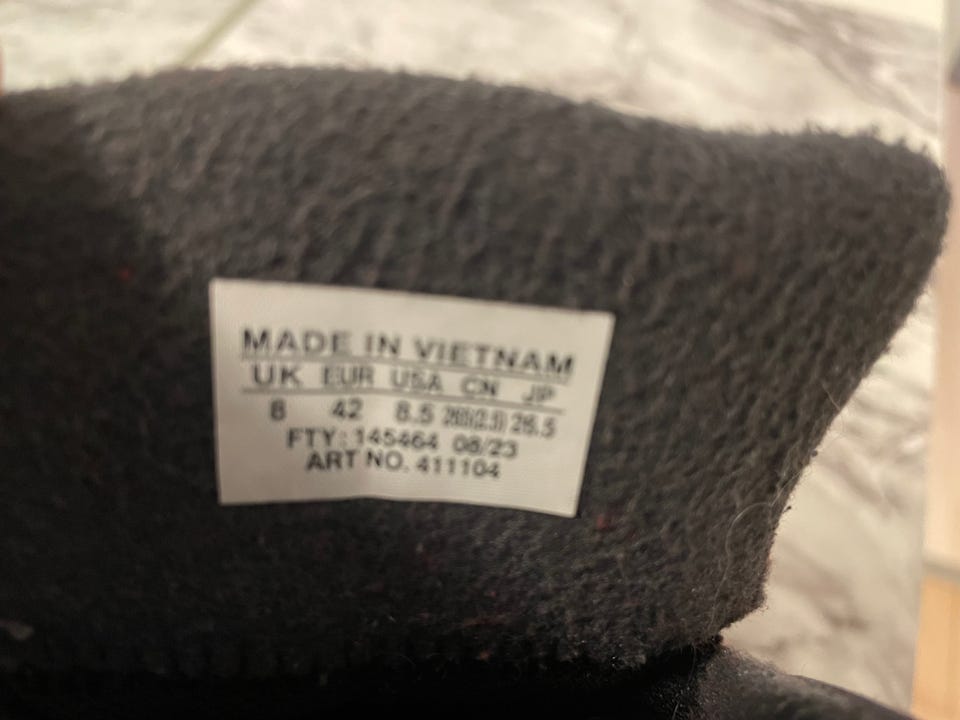 MADE IN VIETNAM
UK EUR USA CN JP
8 42 8.5 26.5
FTY: 145464 08/23
ART NO. 411104